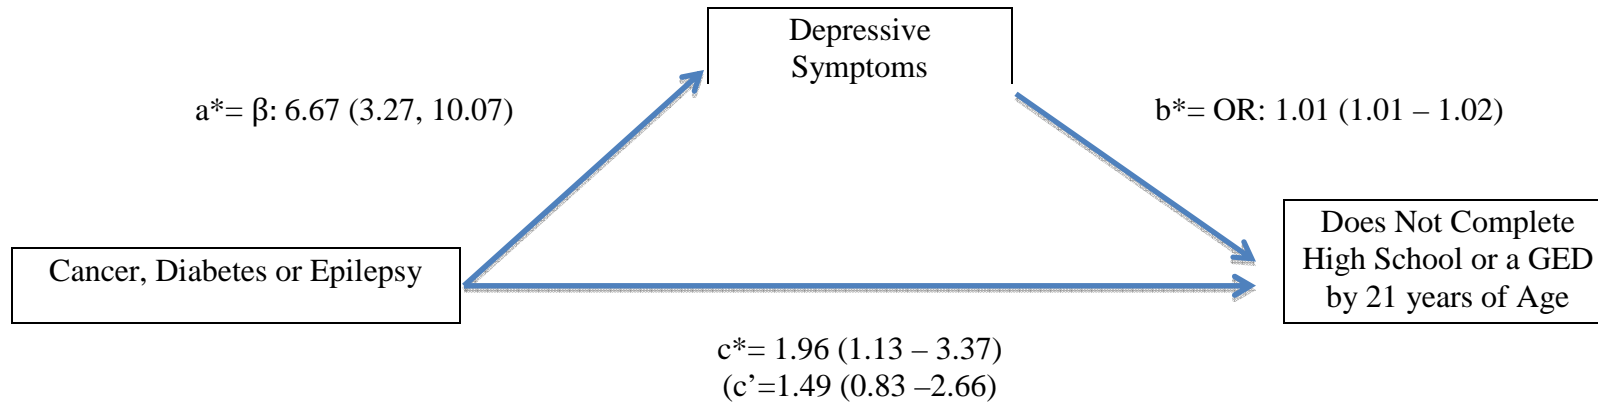 Depressive
Symptoms
a*= β: 6.67 (3.27, 10.07)
b*= OR: 1.01 (1.01 – 1.02)
Cancer, Diabetes or Epilepsy
Does Not Complete
High School or a GED
by 21 years of Age
c*= 1.96 (1.13 – 3.37)
(c’=1.49 (0.83 –2.66)